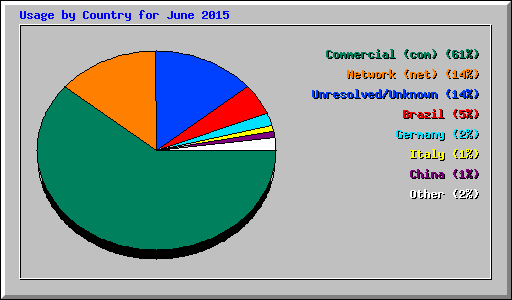 Usage by Country for June 2015
Commercial (com) (61%)
Network (net) (14%)
Unresolved/Unknown (14%)
Brazil (5%)
Germany (2%)
Italy (1%)
China (1%)
Other (2%)